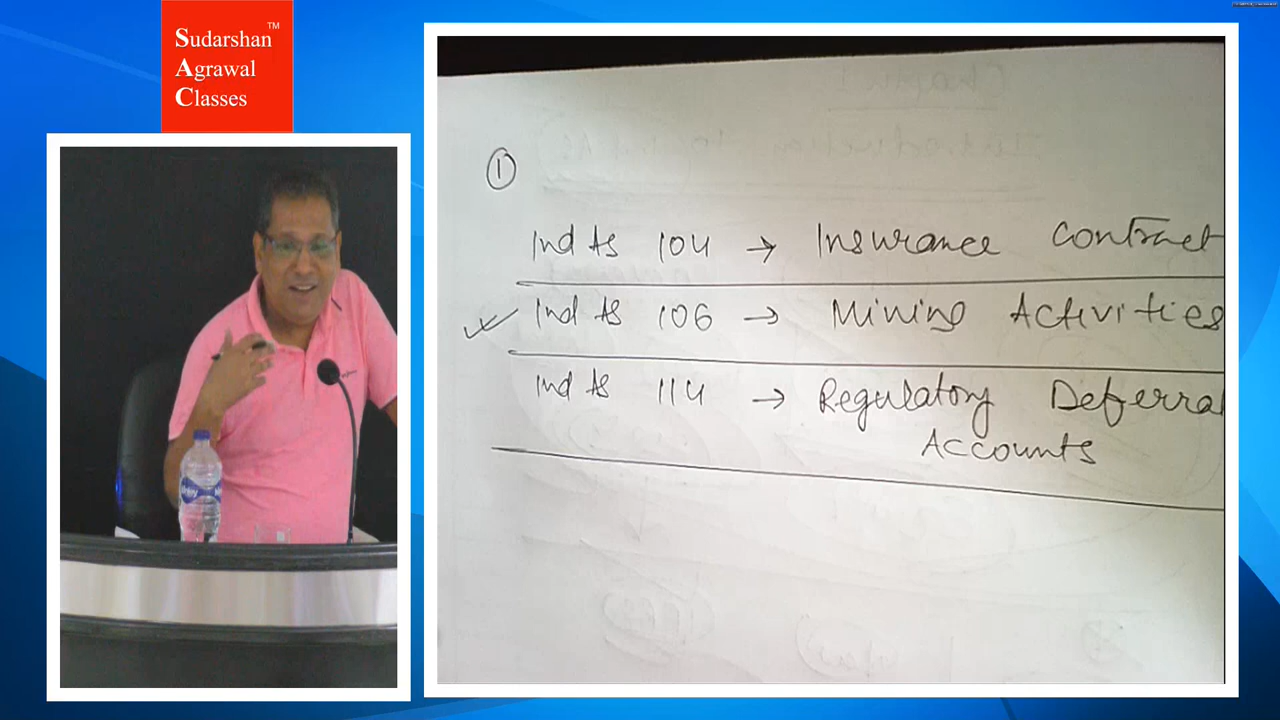 Sudarshan™
Agrawal
Classes
①
Ind AS 104 → Insurance Contract
Ind AS 106 → Mining Activities
Ind AS 114 → Regulatory Deferral
Accounts